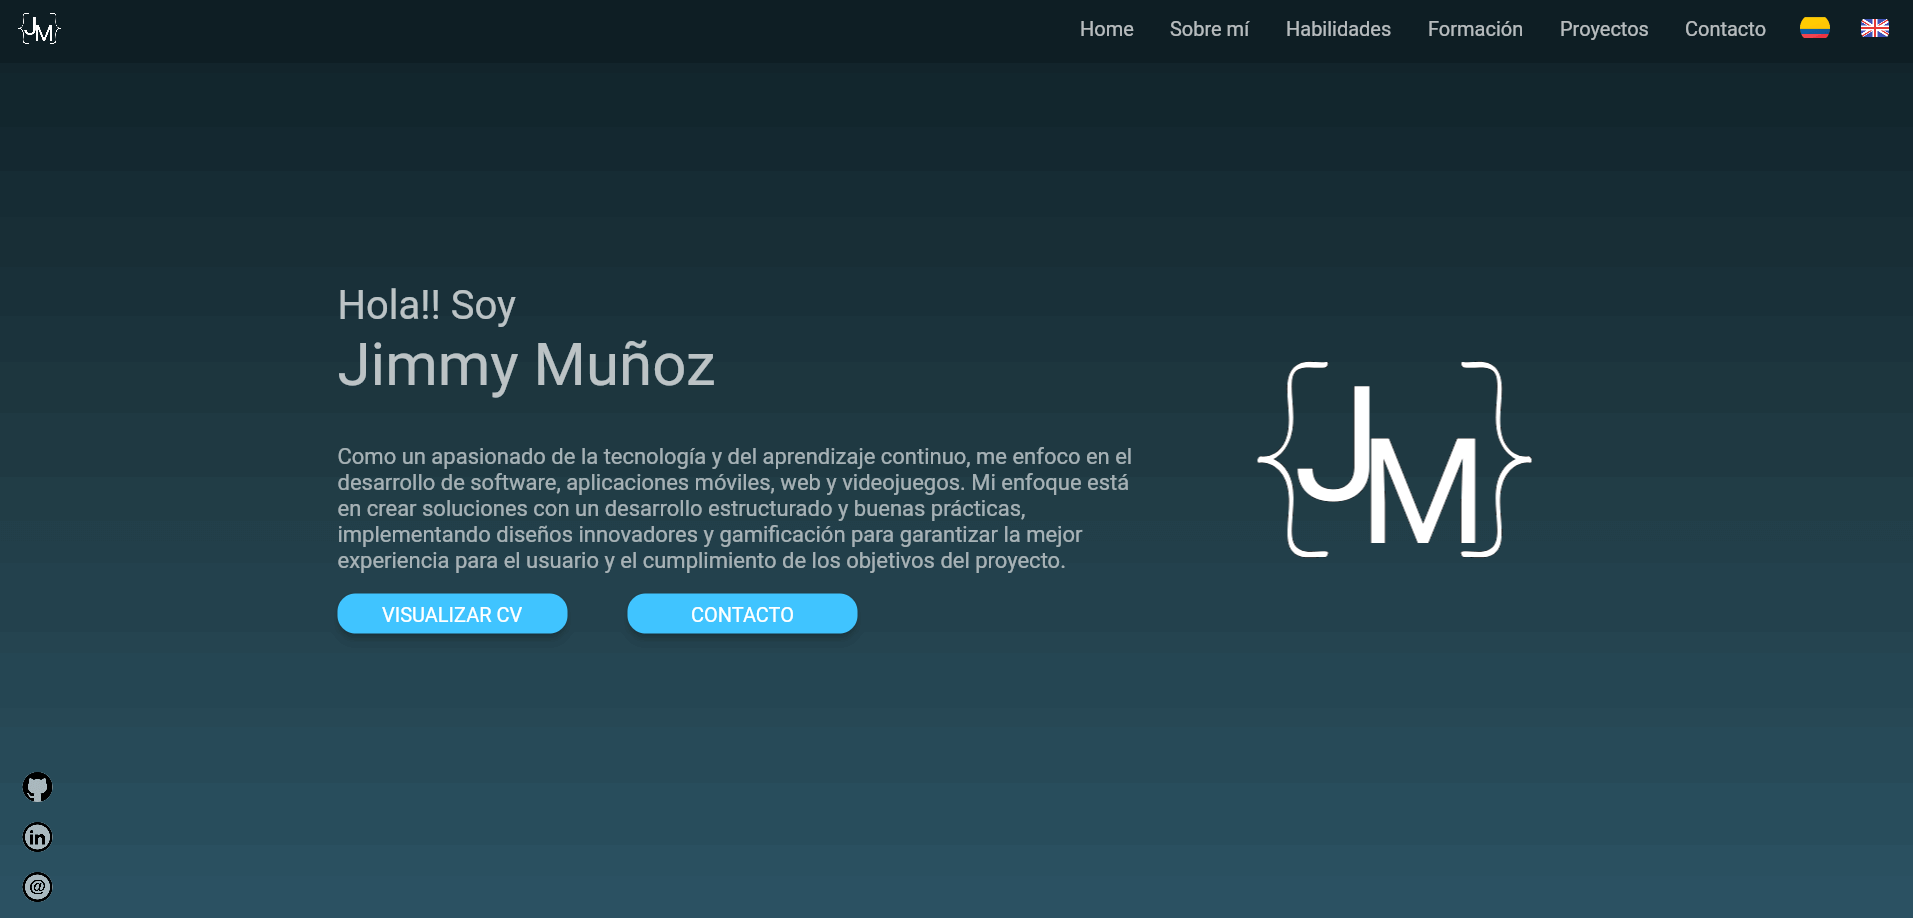 {JM}
Home
Sobre mí
Habilidades
Formación
Proyectos
Contacto
Hola!! Soy
Jimmy Muñoz
Como un apasionado de la tecnología y del aprendizaje continuo, me enfoco en el
desarrollo de software, aplicaciones móviles, web y videojuegos. Mi enfoque está
en crear soluciones con un desarrollo estructurado y buenas prácticas,
implementando diseños innovadores y gamificación para garantizar la mejor
experiencia para el usuario y el cumplimiento de los objetivos del proyecto.
VISUALIZAR CV
CONTACTO
{JM}
in
@